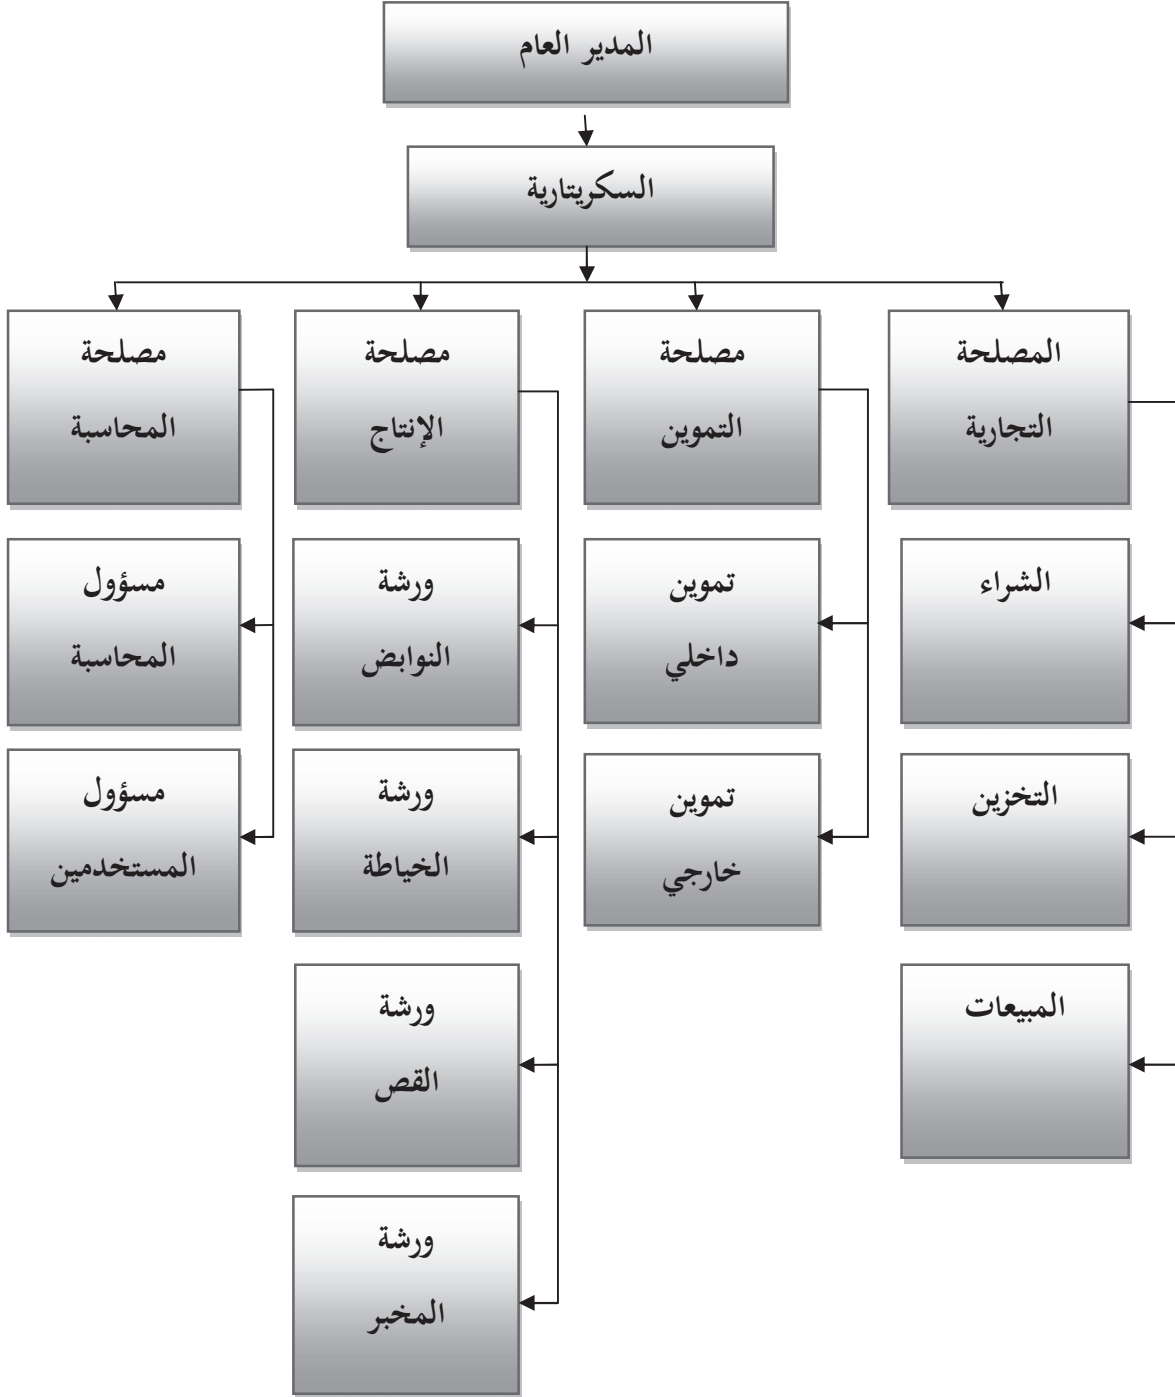 المدير العام
السكريتارية
المصلحة
التجارية
مصلحة
التموين
مصلحة
الإنتاج
مصلحة
المحاسبة
الشراء
تموين
داخلي
ورشة
النوابض
مسؤول
المحاسبة
التخزين
تموين
خارجي
ورشة
الخياطة
مسؤول
المستخدمين
المبيعات
ورشة
القص
ورشة
المخبر